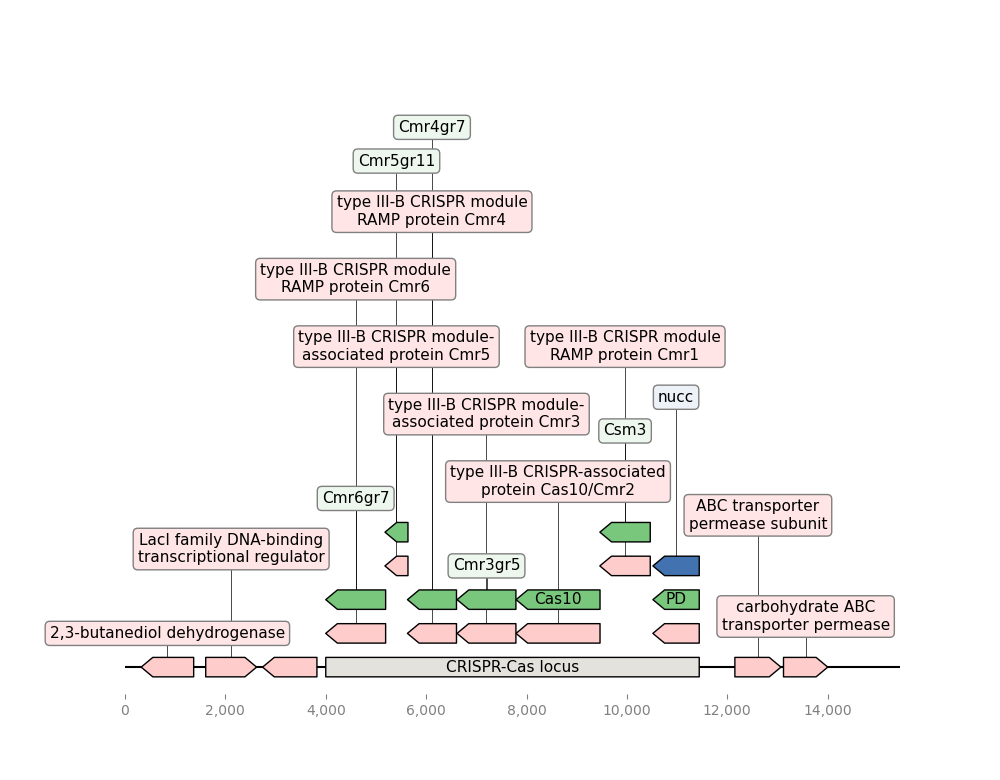 Cmr4gr7
Cmr5gr11
type III-B CRISPR module
RAMP protein Cmr4
type III-B CRISPR module
RAMP protein Cmr6
type III-B CRISPR module-
associated protein Cmr5
type III-B CRISPR module
RAMP protein Cmr1
nucc
type III-B CRISPR module-
associated protein Cmr3
Csm3
type III-B CRISPR-associated
protein Cas10/Cmr2
Cmr6gr7
ABC transporter
permease subunit
LacI family DNA-binding
transcriptional regulator
Cmr3gr5
Cas10
PD
carbohydrate ABC
transporter permease
2,3-butanediol dehydrogenase
CRISPR-Cas locus
0 2,000 4,000 6,000 8,000 10,000 12,000 14,000